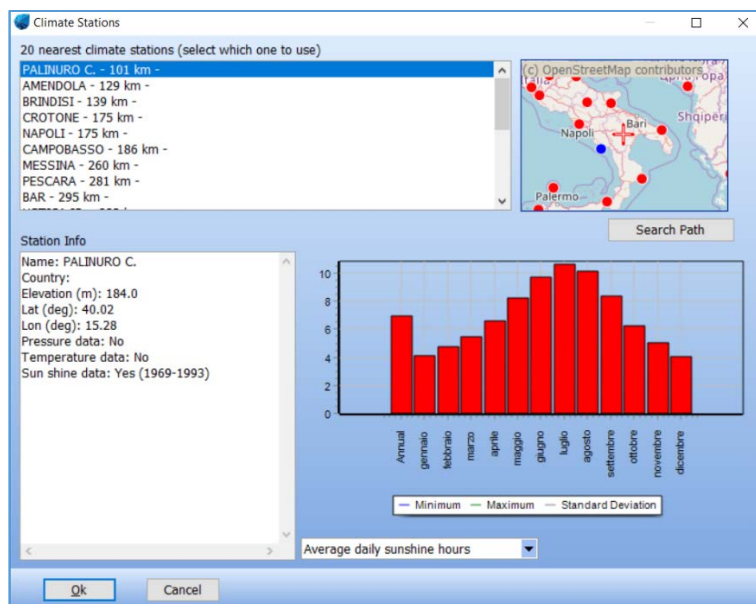 Climate Stations
20 nearest climate stations (select which one to use)
PALINURO C. - 101 km -
AMENDOLA - 129 km -
BRINDISI - 139 km -
CROTONE - 175 km -
NAPOLI - 175 km -
CAMPOBASSO - 186 km -
MESSINA - 260 km -
PESCARA - 281 km -
BAR - 295 km -
(c) OpenStreetMap contributors
Italia
Shqipëri
Bari
Napoli
Palermo
Search Path
Station Info
Name: PALINURO C.
Country:
Elevation (m): 184.0
Lat (deg): 40.02
Lon (deg): 15.28
Pressure data: No
Temperature data: No
Sun shine data: Yes (1969-1993)
10
8
6
4
2
0
Annual
gennaio
febbraio
marzo
aprile
maggio
giugno
luglio
agosto
settembre
ottobre
novembre
dicembre
Minimum Maximum Standard Deviation
Average daily sunshine hours
Ok
Cancel